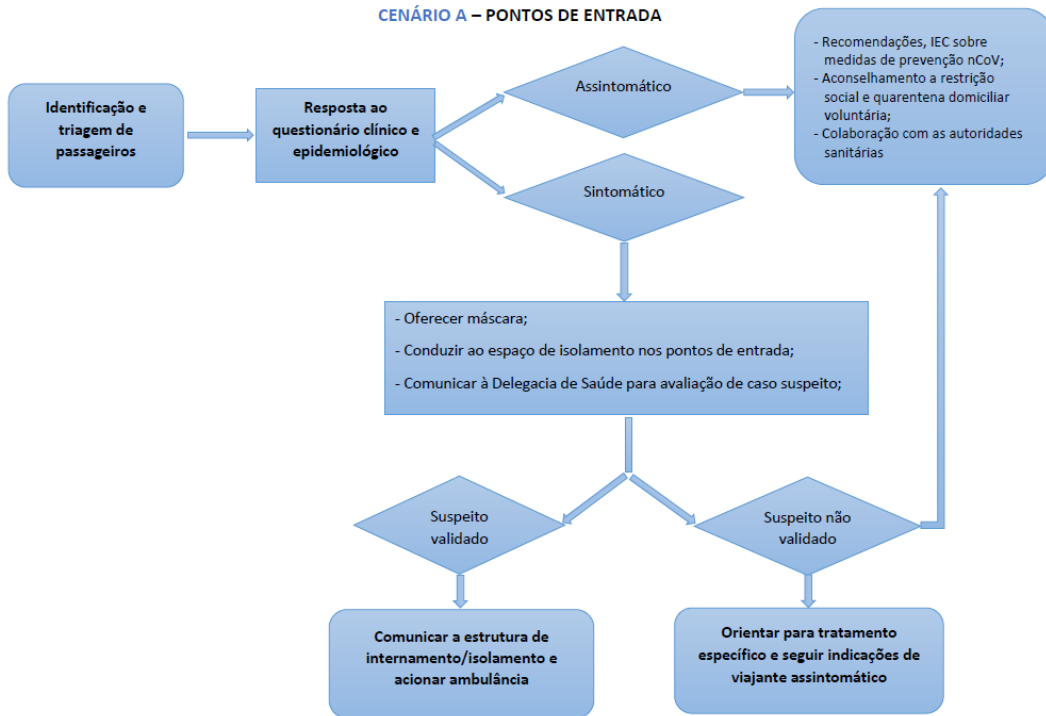 CENÁRIO A – PONTOS DE ENTRADA
Identificação e
triagem de
passageiros
Resposta ao
questionário clínico e
epidemiológico
Assintomático
- Recomendações, IEC sobre
medidas de prevenção nCoV;
- Aconselhamento a restrição
social e quarentena domiciliar
voluntária;
- Colaboração com as autoridades
sanitárias
Sintomático
- Oferecer máscara;
- Conduzir ao espaço de isolamento nos pontos de entrada;
- Comunicar à Delegacia de Saúde para avaliação de caso suspeito;
Suspeito
validado
Suspeito não
validado
Comunicar a estrutura de
internamento/isolamento e
acionar ambulância
Orientar para tratamento
específico e seguir indicações de
viajante assintomático